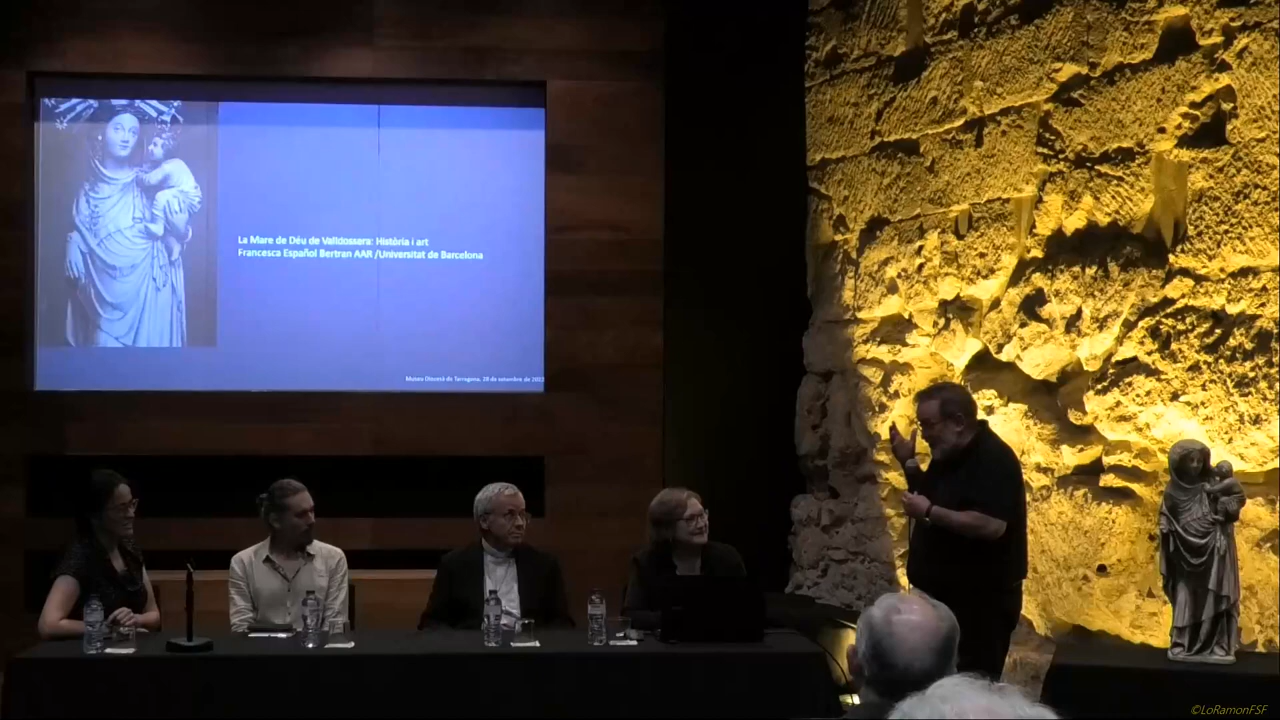 La Mare de Déu de Valldossera: Història i art
Francesca Español Bertran AAR /Universitat de Barcelona
Museu Diocesà de Tarragona, 28 de setembre de
©LoRamonFSF